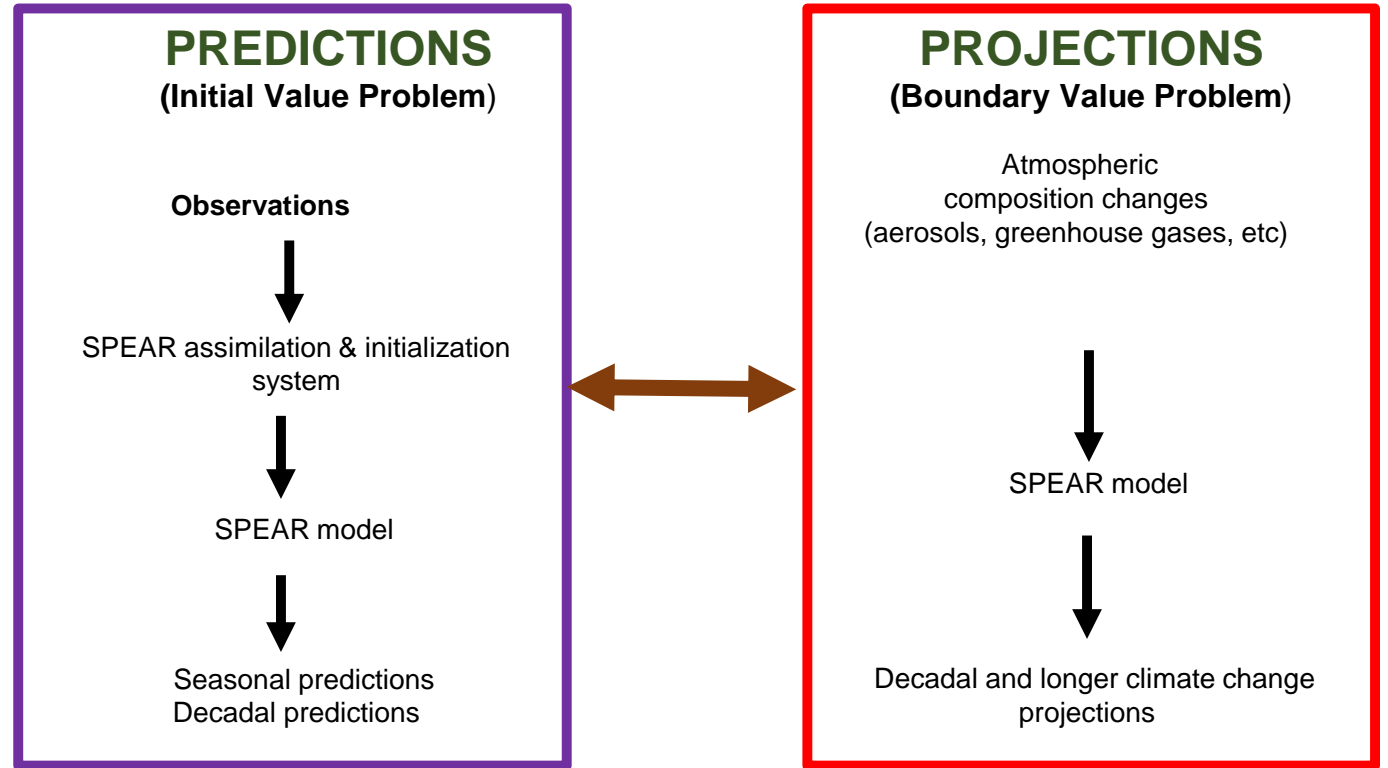 PREDICTIONS
(Initial Value Problem)
Observations
SPEAR assimilation & initialization
system
SPEAR model
Seasonal predictions
Decadal predictions
PROJECTIONS
(Boundary Value Problem)
Atmospheric
composition changes
(aerosols, greenhouse gases, etc)
SPEAR model
Decadal and longer climate change
projections